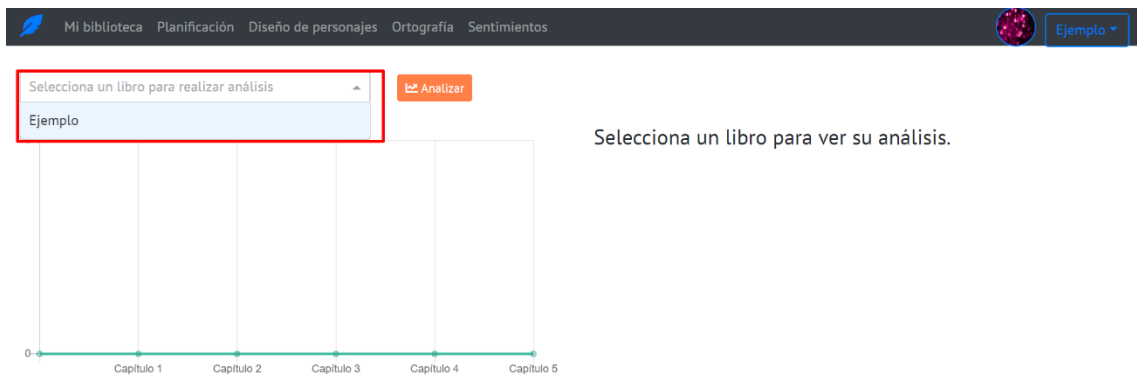 Mi biblioteca Planificación Diseño de personajes Ortografía Sentimientos Ejemplo
Selecciona un libro para realizar análisis Analizar
Ejemplo
Selecciona un libro para ver su análisis.
0
Capítulo 1 Capítulo 2 Capítulo 3 Capítulo 4 Capítulo 5